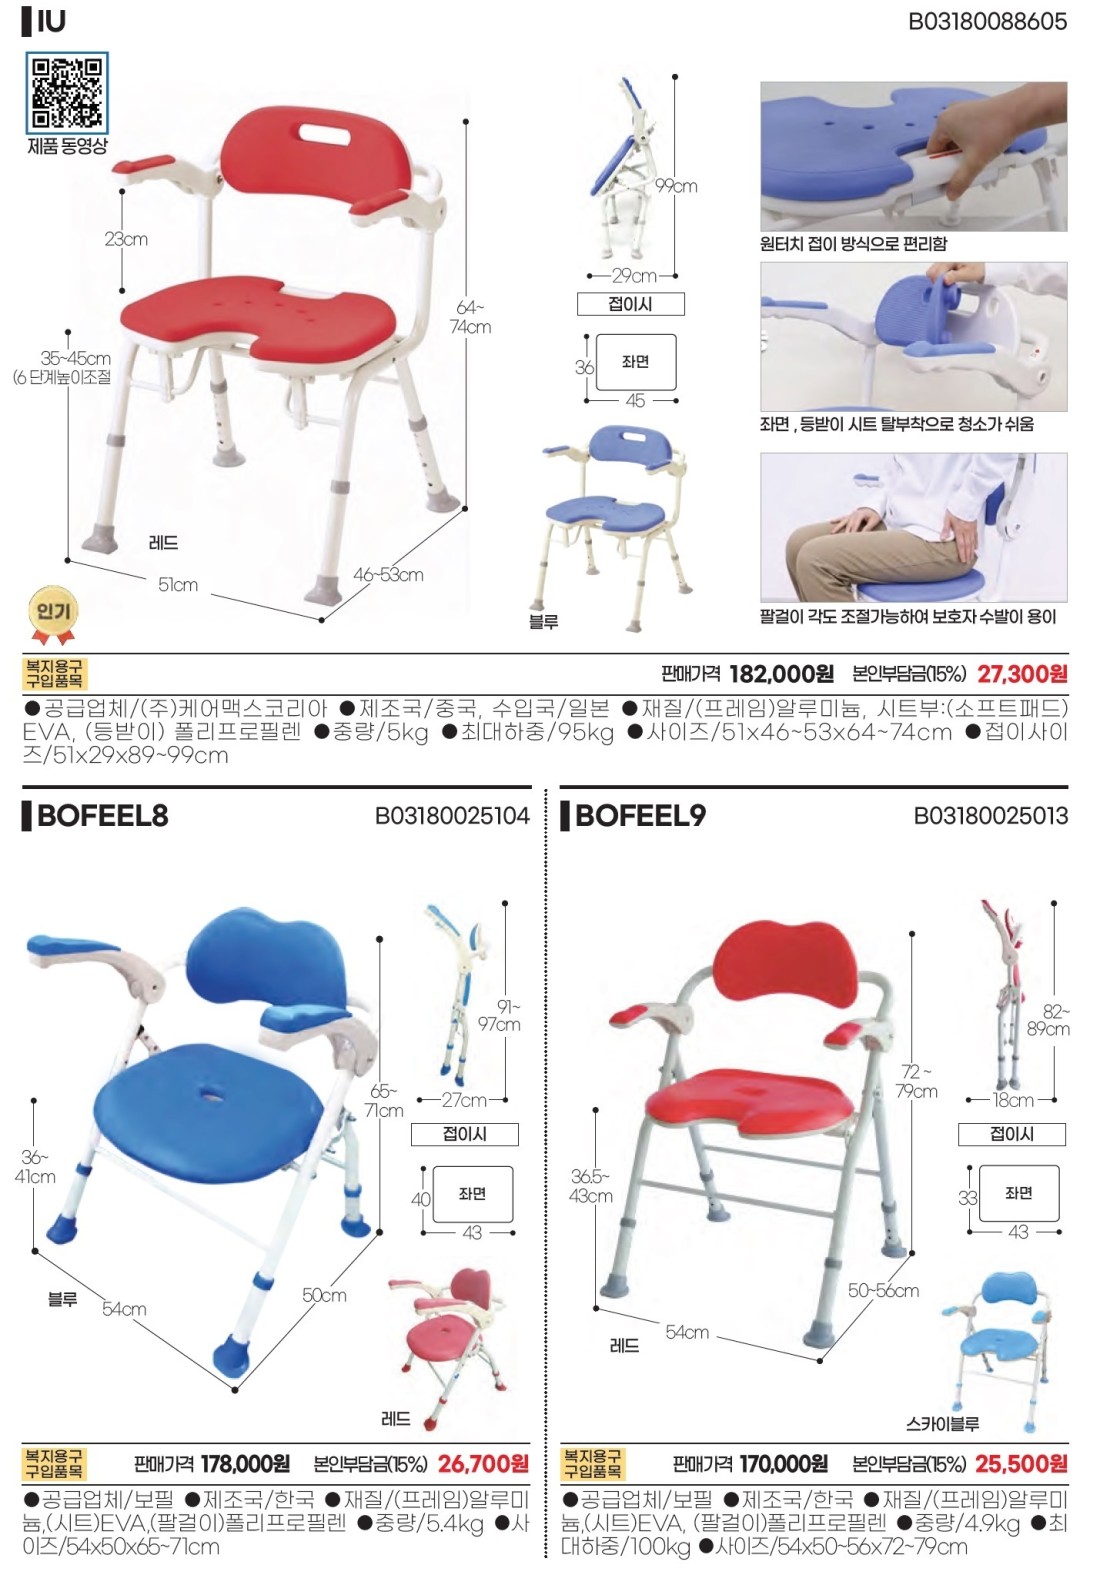 IU
B03180088605
제품 동영상
23cm
35~45cm
(6 단계높이조절
64~
74cm
레드
51cm
46~53cm
인기
99cm
29cm
접이시
36
좌면
45
블루
원터치 접이 방식으로 편리함
좌면 , 등받이 시트 탈부착으로 청소가 쉬움
팔걸이 각도 조절가능하여 보호자 수발이 용이
복지용구
구입품목
판매가격 182,000원 본인부담금(15%) 27,300원
●공급업체/(주)케어맥스코리아 ●제조국/중국, 수입국/일본 ●재질/(프레임)알루미늄, 시트부:(소프트패드)
EVA, (등받이) 폴리프로필렌 ●중량/5kg ●최대하중/95kg ●사이즈/51x46~53x64~74cm ●접이사이
즈/51x29x89~99cm
BOFEEL8
B03180025104
36~
41cm
65~
71cm
블루
54cm
50cm
91~
97cm
27cm
접이시
40
좌면
43
레드
복지용구
구입품목
판매가격 178,000원 본인부담금(15%) 26,700원
●공급업체/보필 ●제조국/한국 ●재질/(프레임)알루미
늄,(시트)EVA,(팔걸이)폴리프로필렌 ●중량/5.4kg ●사
이즈/54x50x65~71cm
BOFEEL9
B03180025013
36.5~
43cm
72~
79cm
레드
54cm
50~56cm
82~
89cm
18cm
접이시
33
좌면
43
스카이블루
복지용구
구입품목
판매가격 170,000원 본인부담금(15%) 25,500원
●공급업체/보필 ●제조국/한국 ●재질/(프레임)알루미
늄,(시트)EVA, (팔걸이)폴리프로필렌 ●중량/4.9kg ●최
대하중/100kg ●사이즈/54x50~56x72~79cm